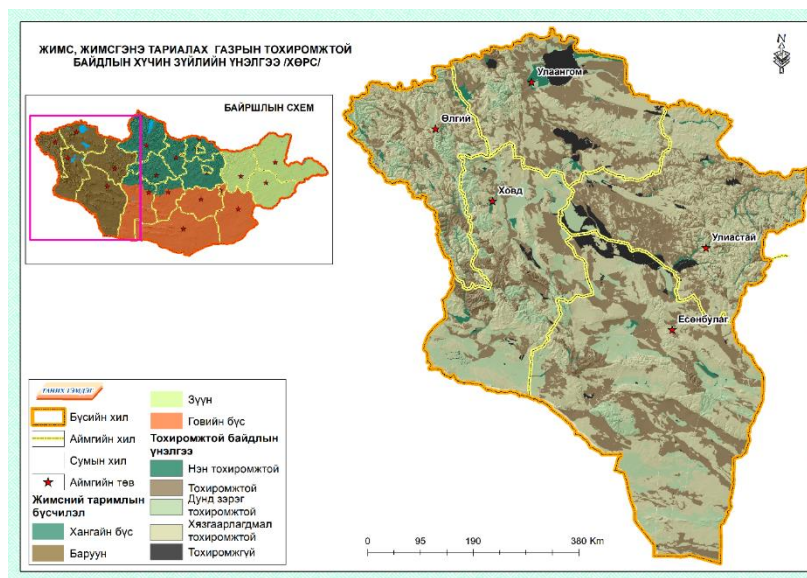 ЖИМС, ЖИМСГЭНЭ ТАРИАЛАХ ГАЗРЫН ТОХИРОМЖТОЙ
БАЙДЛЫН ХҮЧИН ЗҮЙЛИЙН ҮНЭЛГЭЭ /ХӨРС/
БАЙРШЛЫН СХЕМ
N
Улаангом
Өлгий
Ховд
Улиастай
Есөнбулаг
ТАНИХ ТЭМДЭГ
Бүсийн хил
Аймгийн хил
Сумын хил
Аймгийн төв
Жимсний таримлын
бүсчилэл
Хангайн бүс
Баруун
Зүүн
Говийн бүс
Тохиромжтой байдлын
үнэлгээ
Нэн тохиромжтой
Тохиромжтой
Дунд зэрэг
тохиромжтой
Хязгаарлагдмал
тохиромжтой
Тохиромжгүй
0 95 190 380 Km